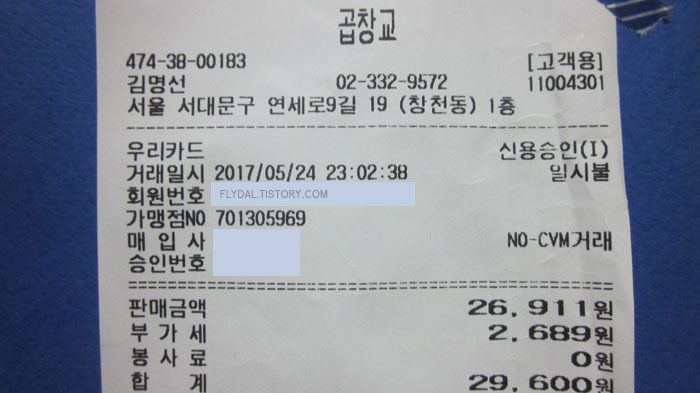 곱창교
474-38-00183 [고객용]
김명선 02-332-9572 11004301
서울 서대문구 연세로9길 19 (창천동) 1층
우리카드 신용승인(I)
거래일시 2017/05/24 23:02:38 일시불
회원번호 FLYDAL.TISTORY.COM
가맹점NO 701305969
매 입 사 NO-CVM거래
승인번호
판매금액 26,911원
부 가 세 2,689원
봉 사 료 0원
합 계 29,600원